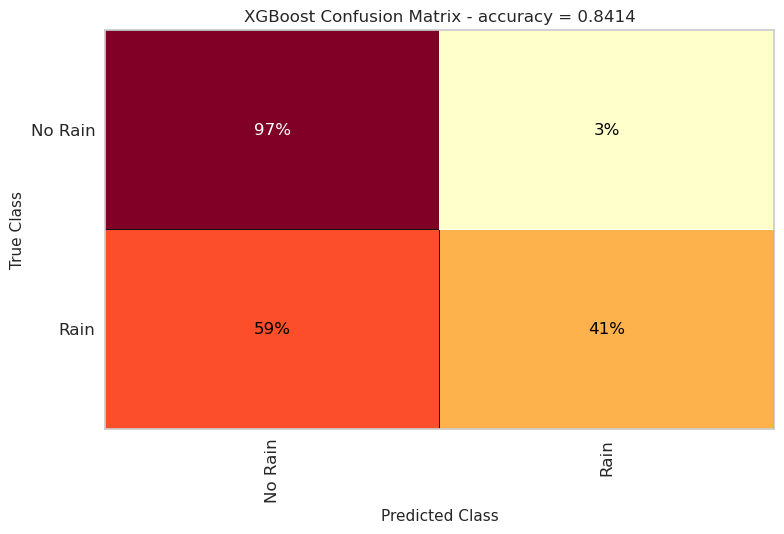 XGBoost Confusion Matrix - accuracy = 0.8414
True Class
No Rain
97%
3%
Rain
59%
41%
No Rain
Rain
Predicted Class